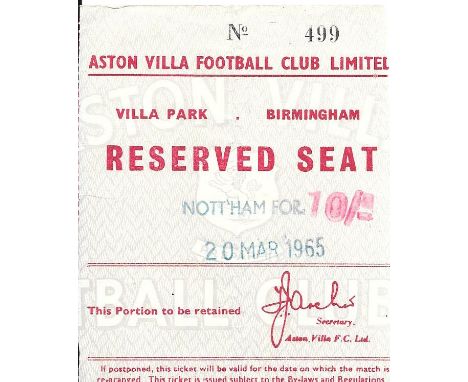 Nº 499
ASTON VILLA FOOTBALL CLUB LIMITE
VILLA PARK . BIRMINGHAM
RESERVED SEAT
NOTT'HAM FOR. 10/-
20 MAR 1965
This Portion to be retained
Secretary.
Aston Villa F.C. Ltd.
If postponed, this ticket will be valid for the date on which the match is
re-arranged. This ticket is issued subject to the By-laws and Regulations